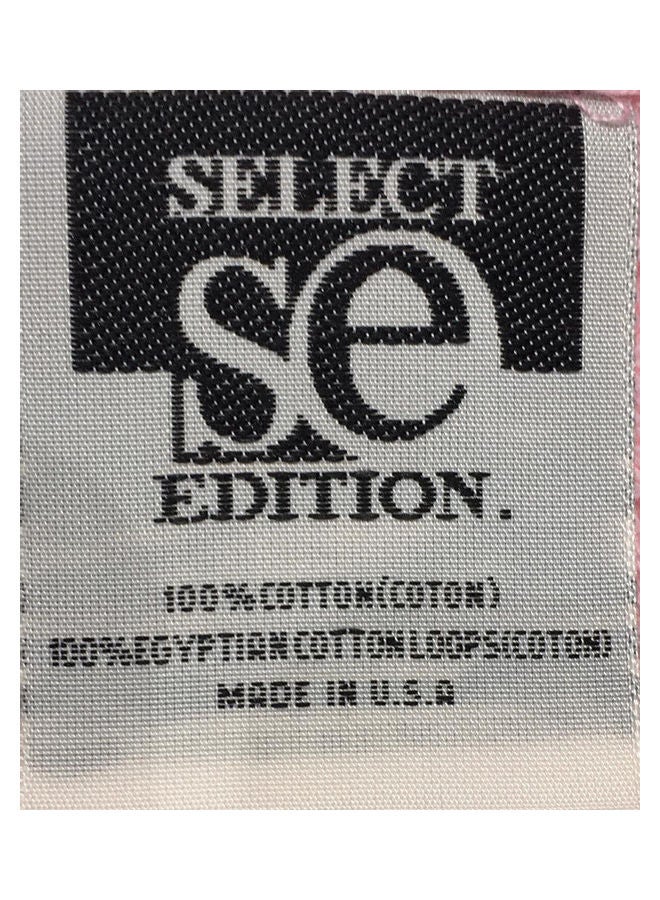 SELECT
se
EDITION.
100% COTTON (COTON)
100% EGYPTIAN COTTON LOOPS (COTON)
MADE IN U.S.A